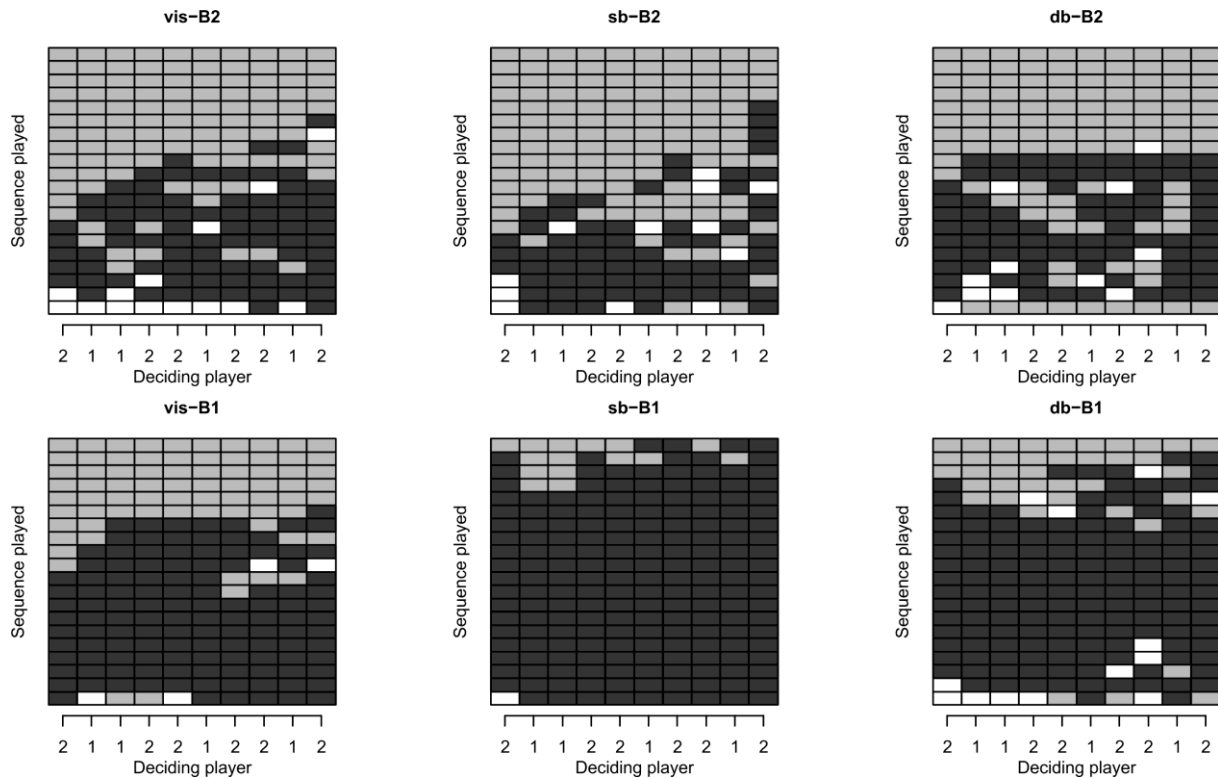 vis−B2
sb−B2
db−B2
Sequence played
Sequence played
Sequence played
2 1 1 2 2 1 2 2 1 2
2 1 1 2 2 1 2 2 1 2
2 1 1 2 1 2 2 2 1 2
Deciding player
Deciding player
Deciding player
vis−B1
sb−B1
db−B1
Sequence played
Sequence played
Sequence played
2 1 1 2 2 1 2 2 1 2
2 1 1 2 2 1 2 2 1 2
2 1 1 2 1 2 2 2 1 2
Deciding player
Deciding player
Deciding player